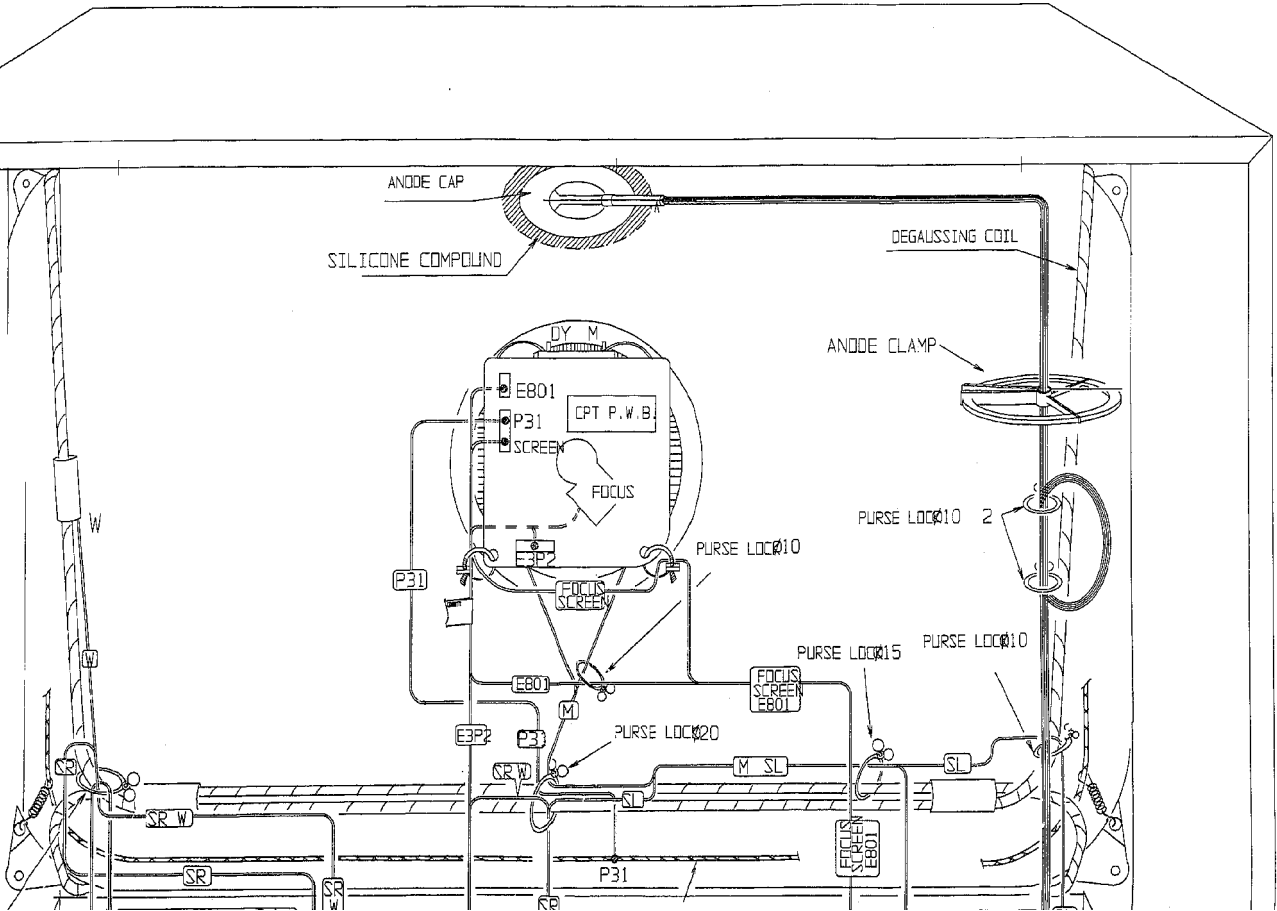 ANODE CAP
SILICONE COMPOUND
DEGAUSSING COIL
DY M
ANODE CLAMP
E801
CPT P.W.B.
P31
SCREEN
FOCUS
W
PURSE LOCØ10 2
E3P2
PURSE LOCØ10
P31
FOCUS
SCREEN
W
PURSE LOCØ15
PURSE LOCØ10
E801
FOCUS
SCREEN
E801
M
E3P2
P31
PURSE LOCØ20
SR
SR W
M SL
SL
SL
SR W
FOCUS
SCREEN
E801
P31
SR
SR
W
SR